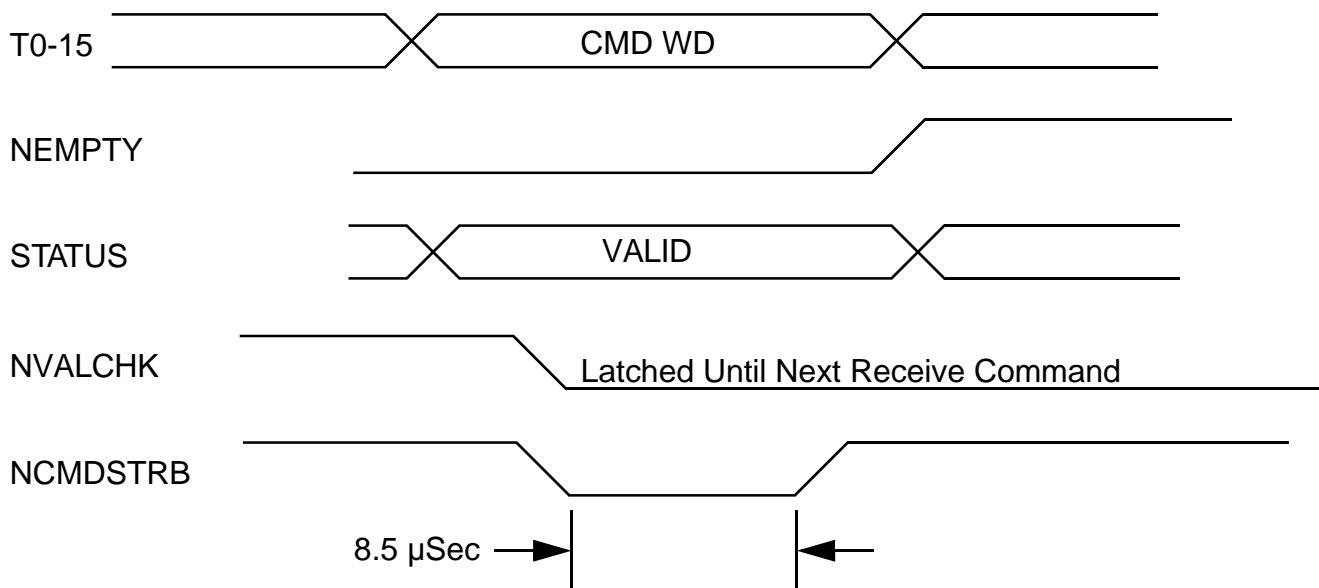 T0-15
CMD WD
NEMPTY
STATUS
VALID
NVALCHK
Latched Until Next Receive Command
NCMDSTRB
8.5 µSec